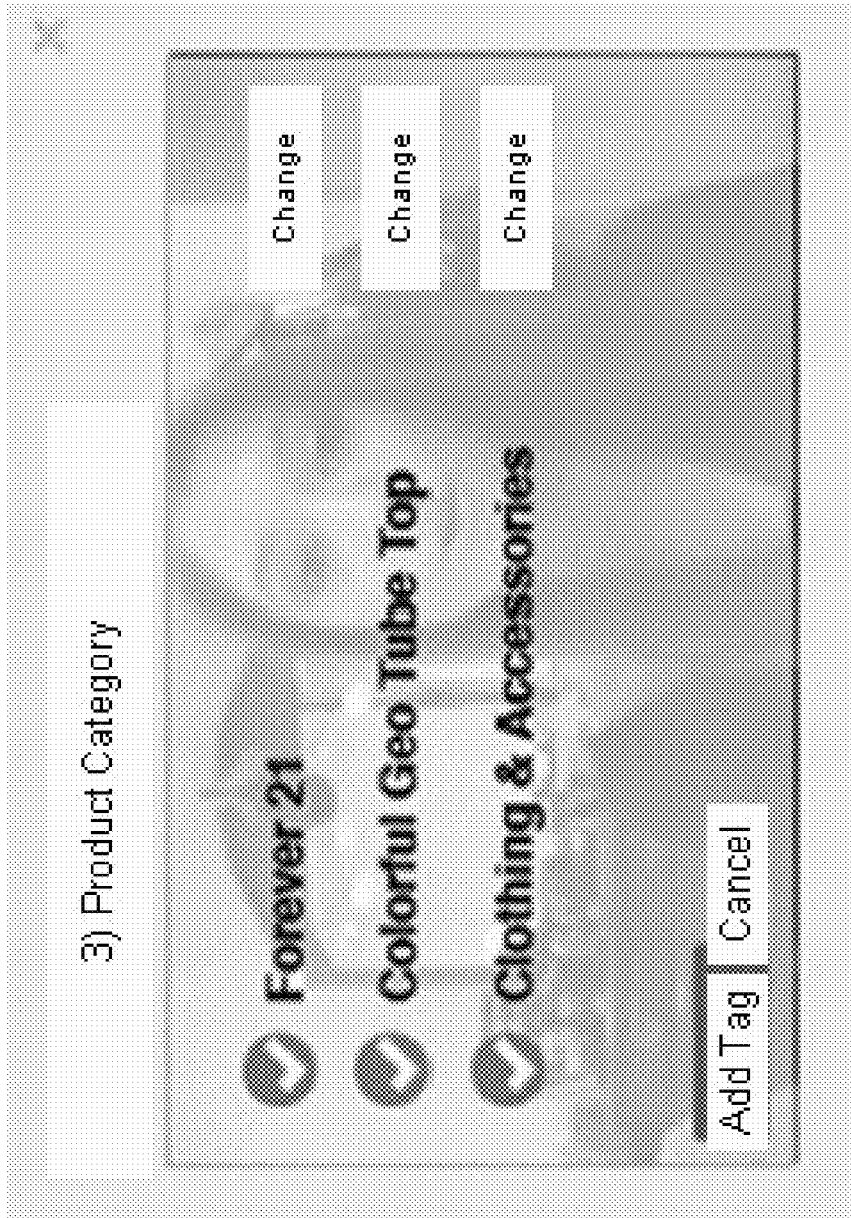 3) Product Category
Forever 21 Change
Colorful Geo Tube Top Change
Clothing & Accessories Change
Add Tag Cancel